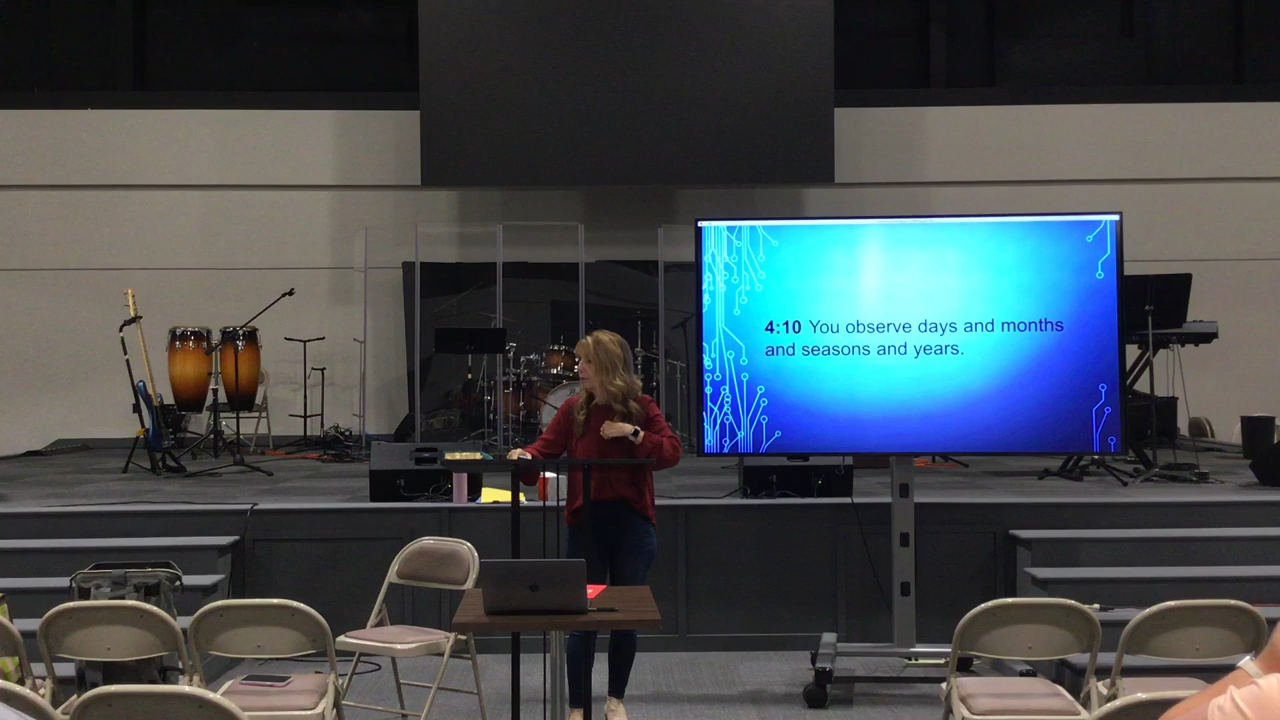 4:10 You observe days and months
and seasons and years.